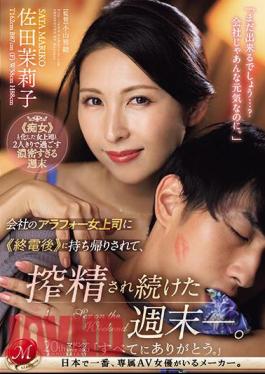 「まだ出来るでしょう…?
会社じゃあんな元気なのに。」
佐田茉莉子
SATA MARIKO
《痴女》
と化した女上司と
2人きりで過ごす
濃密すぎる
週末
会社のアラフォー女上司に
《終電後》に持ち帰りされて、
搾精され続けた
週末―。
「すべてにありがとう。」
日本で一番、専属AV女優がいるメーカー。